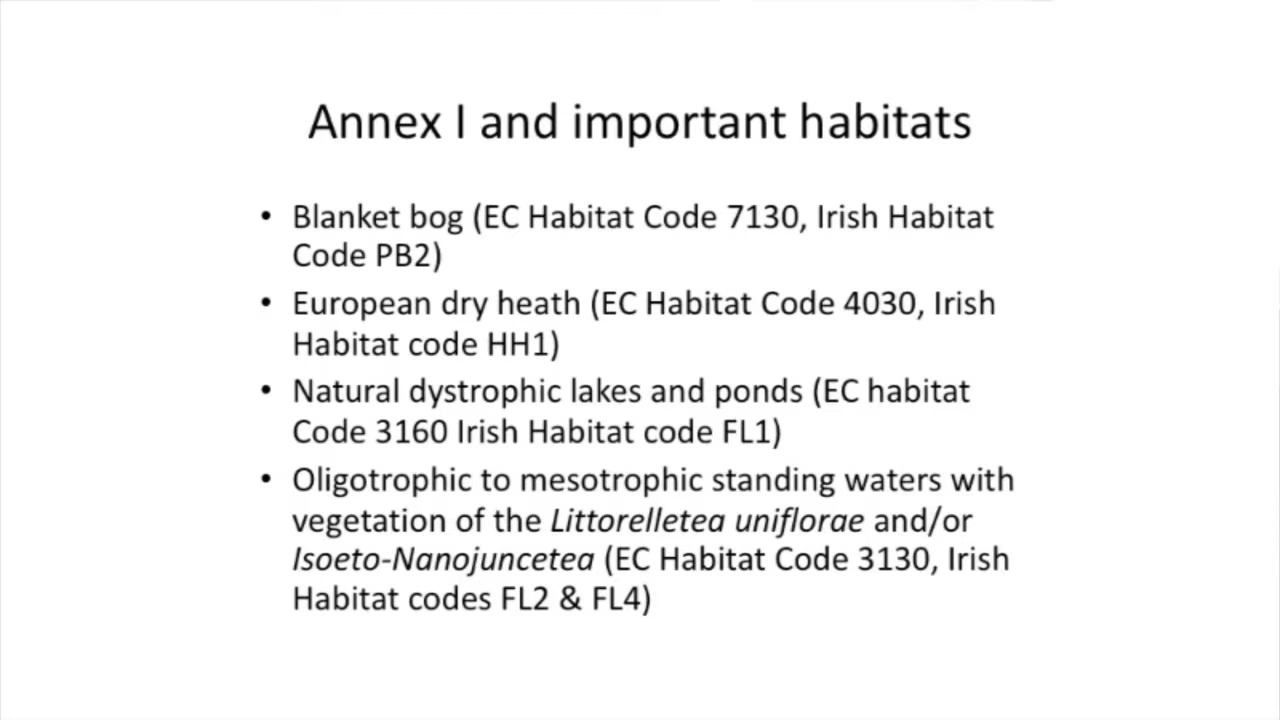 Annex I and important habitats
• Blanket bog (EC Habitat Code 7130, Irish Habitat
Code PB2)
• European dry heath (EC Habitat Code 4030, Irish
Habitat code HH1)
• Natural dystrophic lakes and ponds (EC habitat
Code 3160 Irish Habitat code FL1)
• Oligotrophic to mesotrophic standing waters with
vegetation of the Littorelletea uniflorae and/or
Isoeto-Nanojuncetea (EC Habitat Code 3130, Irish
Habitat codes FL2 & FL4)